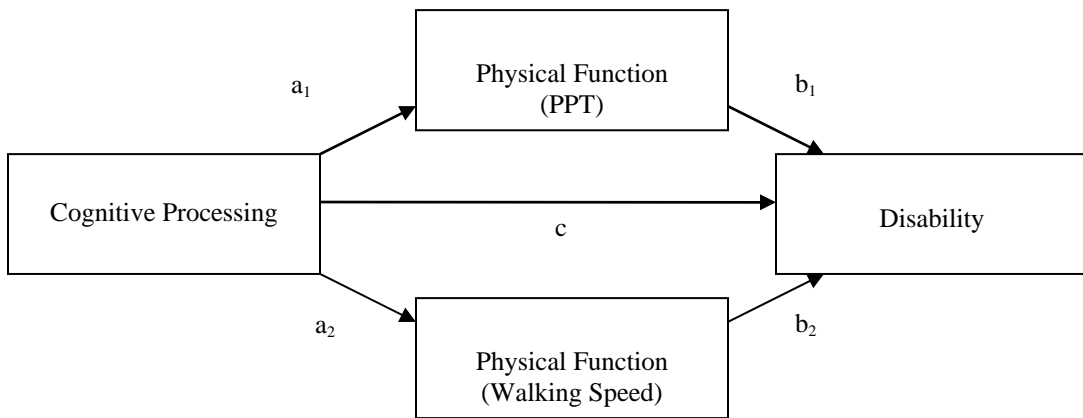 Physical Function
(PPT)
a₁
b₁
Cognitive Processing
c
Disability
a₂
b₂
Physical Function
(Walking Speed)